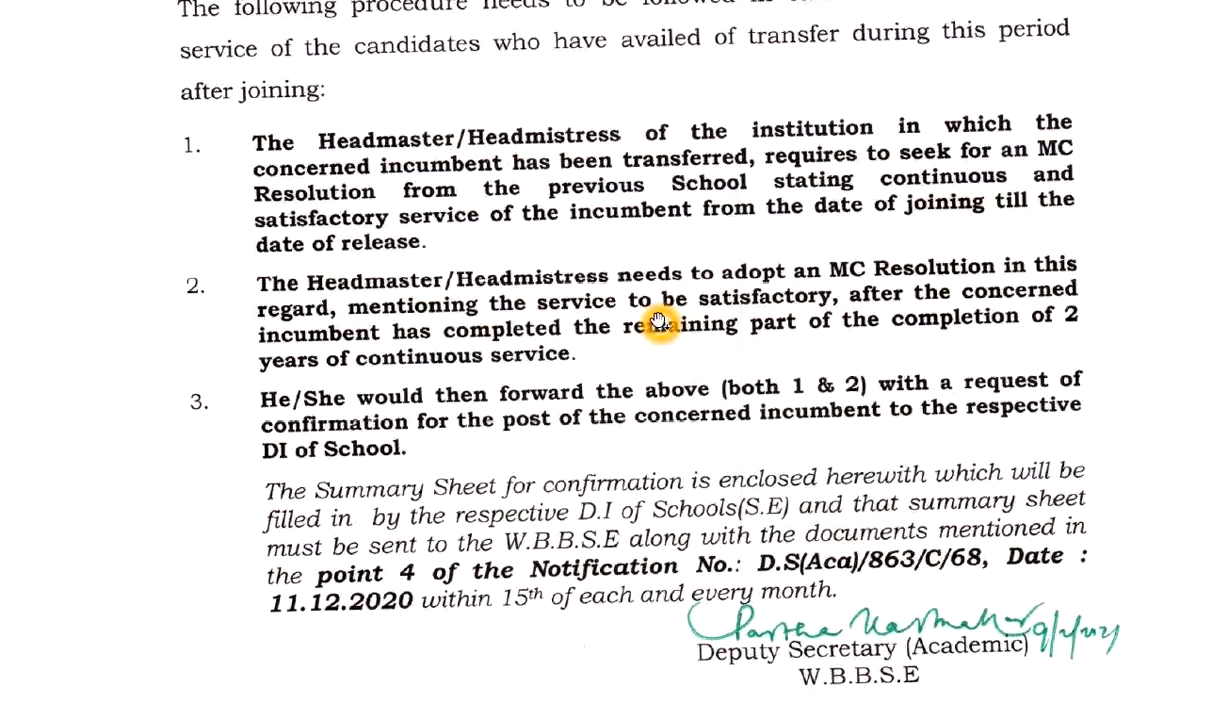 The following procedure needs to be followed in
service of the candidates who have availed of transfer during this period
after joining:
1. The Headmaster/Headmistress of the institution in which the
concerned incumbent has been transferred, requires to seek for an MC
Resolution from the previous School stating continuous and
satisfactory service of the incumbent from the date of joining till the
date of release.
2. The Headmaster/Headmistress needs to adopt an MC Resolution in this
regard, mentioning the service to be satisfactory, after the concerned
incumbent has completed the remaining part of the completion of 2
years of continuous service.
3. He/She would then forward the above (both 1 & 2) with a request of
confirmation for the post of the concerned incumbent to the respective
DI of School.
The Summary Sheet for confirmation is enclosed herewith which will be
filled in by the respective D.I of Schools(S.E) and that summary sheet
must be sent to the W.B.B.S.E along with the documents mentioned in
the point 4 of the Notification No.: D.S(Aca)/863/C/68, Date :
11.12.2020 within 15th of each and every month.
Deputy Secretary (Academic)
W.B.B.S.E